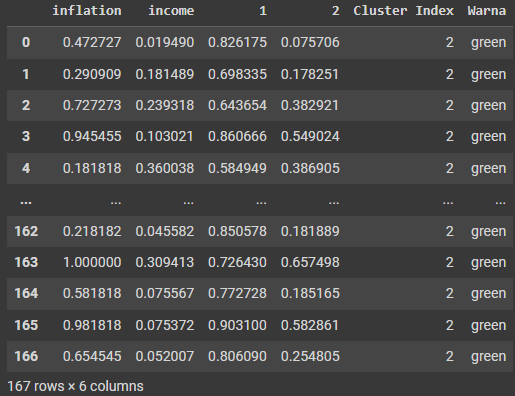 inflation income 1 2 Cluster Index Warna
0 0.472727 0.019490 0.826175 0.075706 2 green
1 0.290909 0.181489 0.698335 0.178251 2 green
2 0.727273 0.239318 0.643654 0.382921 2 green
3 0.945455 0.103021 0.860666 0.549024 2 green
4 0.181818 0.360038 0.584949 0.386905 2 green
... ... ... ... ... ... ...
162 0.218182 0.045582 0.850578 0.181889 2 green
163 1.000000 0.309413 0.726430 0.657498 2 green
164 0.581818 0.075567 0.772728 0.185165 2 green
165 0.981818 0.075372 0.903100 0.582861 2 green
166 0.654545 0.052007 0.806090 0.254805 2 green
167 rows × 6 columns